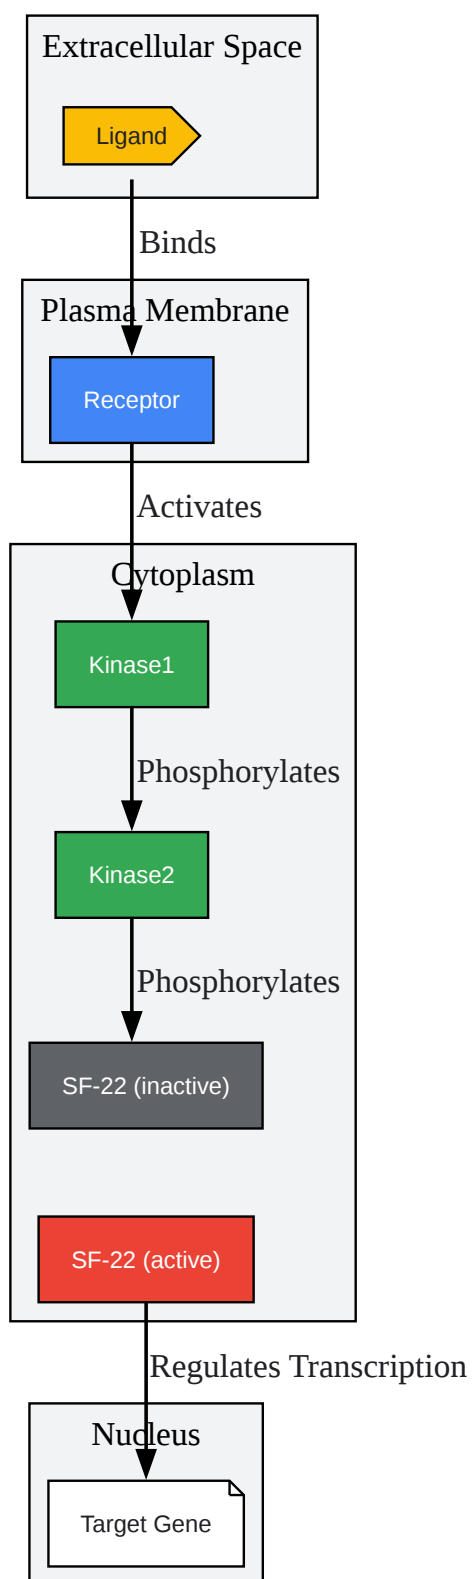 Extracellular Space
Ligand
Binds
Plasma Membrane
Receptor
Activates
Cytoplasm
Kinase1
Phosphorylates
Kinase2
Phosphorylates
SF-22 (inactive)
SF-22 (active)
Regulates Transcription
Nucleus
Target Gene